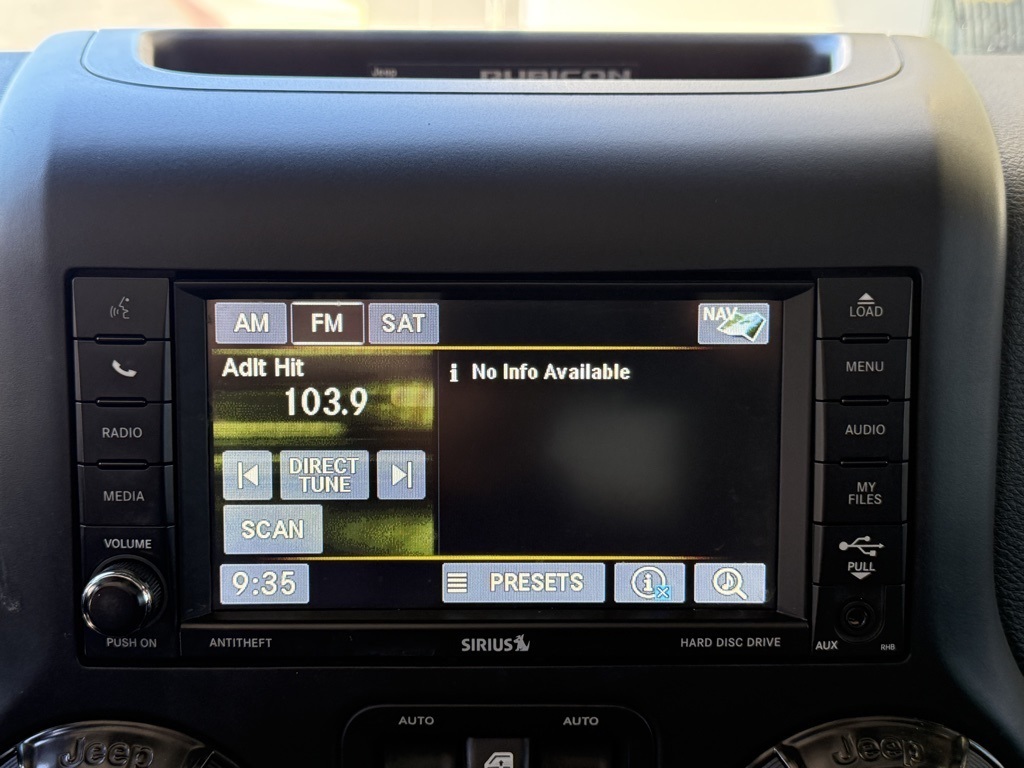 Jeep RUBICON
LOAD
MENU
RADIO
AUDIO
MEDIA
MY
FILES
VOLUME
PULL
PUSH ON
AUX
RHB
AM FM SAT NAV
Adlt Hit
103.9
i No Info Available
DIRECT
TUNE
SCAN
9:35 PRESETS i
ANTITHEFT SIRIUS HARD DISC DRIVE
AUTO AUTO
Jeep Jeep